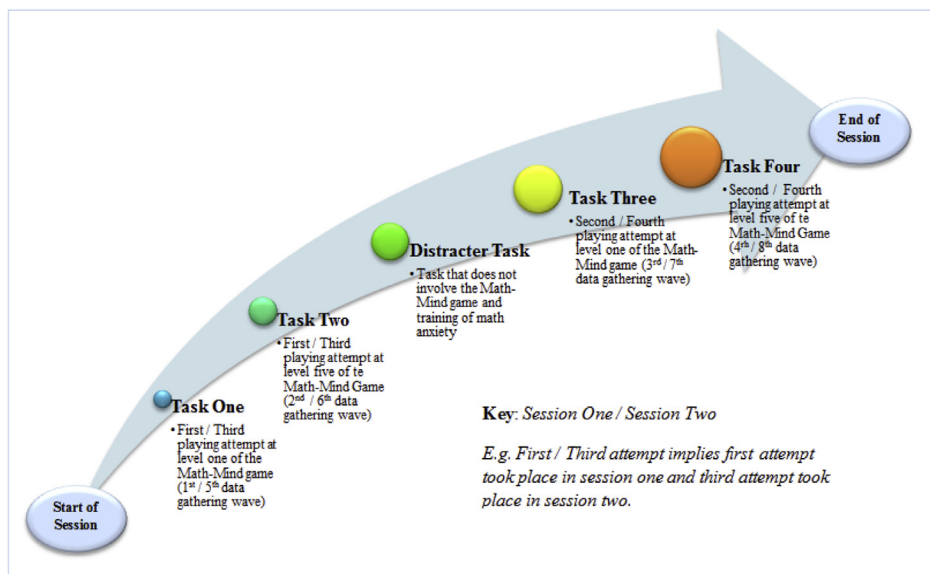 Start of
Session
Task One
•First / Third
playing attempt at
level one of the
Math-Mind game
(1st / 5th data
gathering wave)
Task Two
•First / Third
playing attempt at
level five of te
Math-Mind Game
(2nd / 6th data
gathering wave)
Distracter Task
•Task that does not
involve the Math-
Mind game and
training of math
anxiety
Task Three
•Second / Fourth
playing attempt at
level one of the Math-
Mind game (3rd / 7th
data gathering wave)
Task Four
•Second / Fourth
playing attempt at
level five of te
Math-Mind Game
(4th / 8th data
gathering wave)
End of
Session
Key: Session One / Session Two
E.g. First / Third attempt implies first attempt
took place in session one and third attempt took
place in session two.